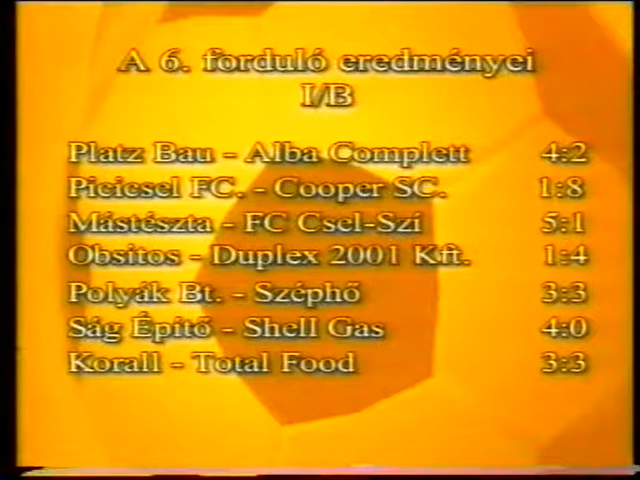 A 6. forduló eredményei
I/B
Platz Bau - Alba Complett 4:2
Picicsel FC. - Cooper SC. 1:8
Mástészta - FC Csel-Szí 5:1
Obsitos - Duplex 2001 Kft. 1:4
Polyák Bt. - Széphő 3:3
Ság Építő - Shell Gas 4:0
Korall - Total Food 3:3